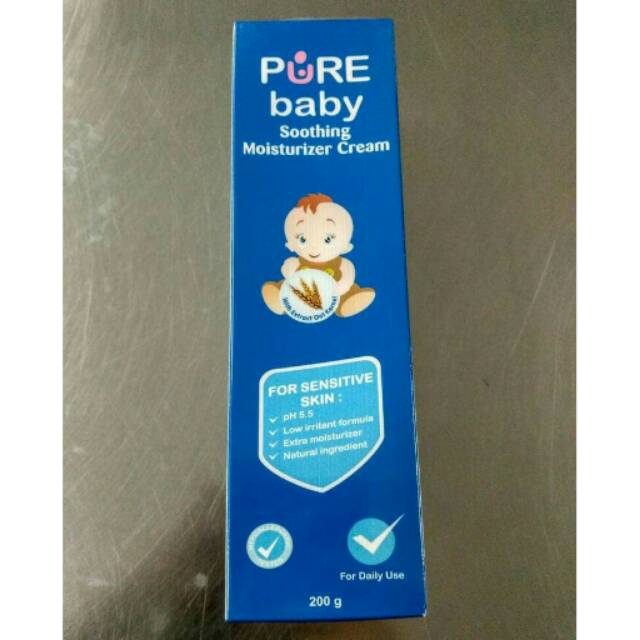 PURE
baby
Soothing
Moisturizer Cream
With Extract Oat Kernel
FOR SENSITIVE
SKIN :
pH 5.5
Low irritant formula
Extra moisturizer
Natural ingredient
For Daily Use
200 g